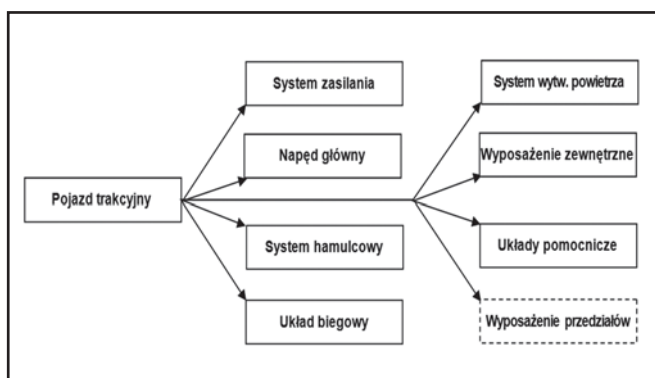 Pojazd trakcyjny
System zasilania
Napęd główny
System hamulcowy
Układ biegowy
System wytw. powietrza
Wyposażenie zewnętrzne
Układy pomocnicze
Wyposażenie przedziałów